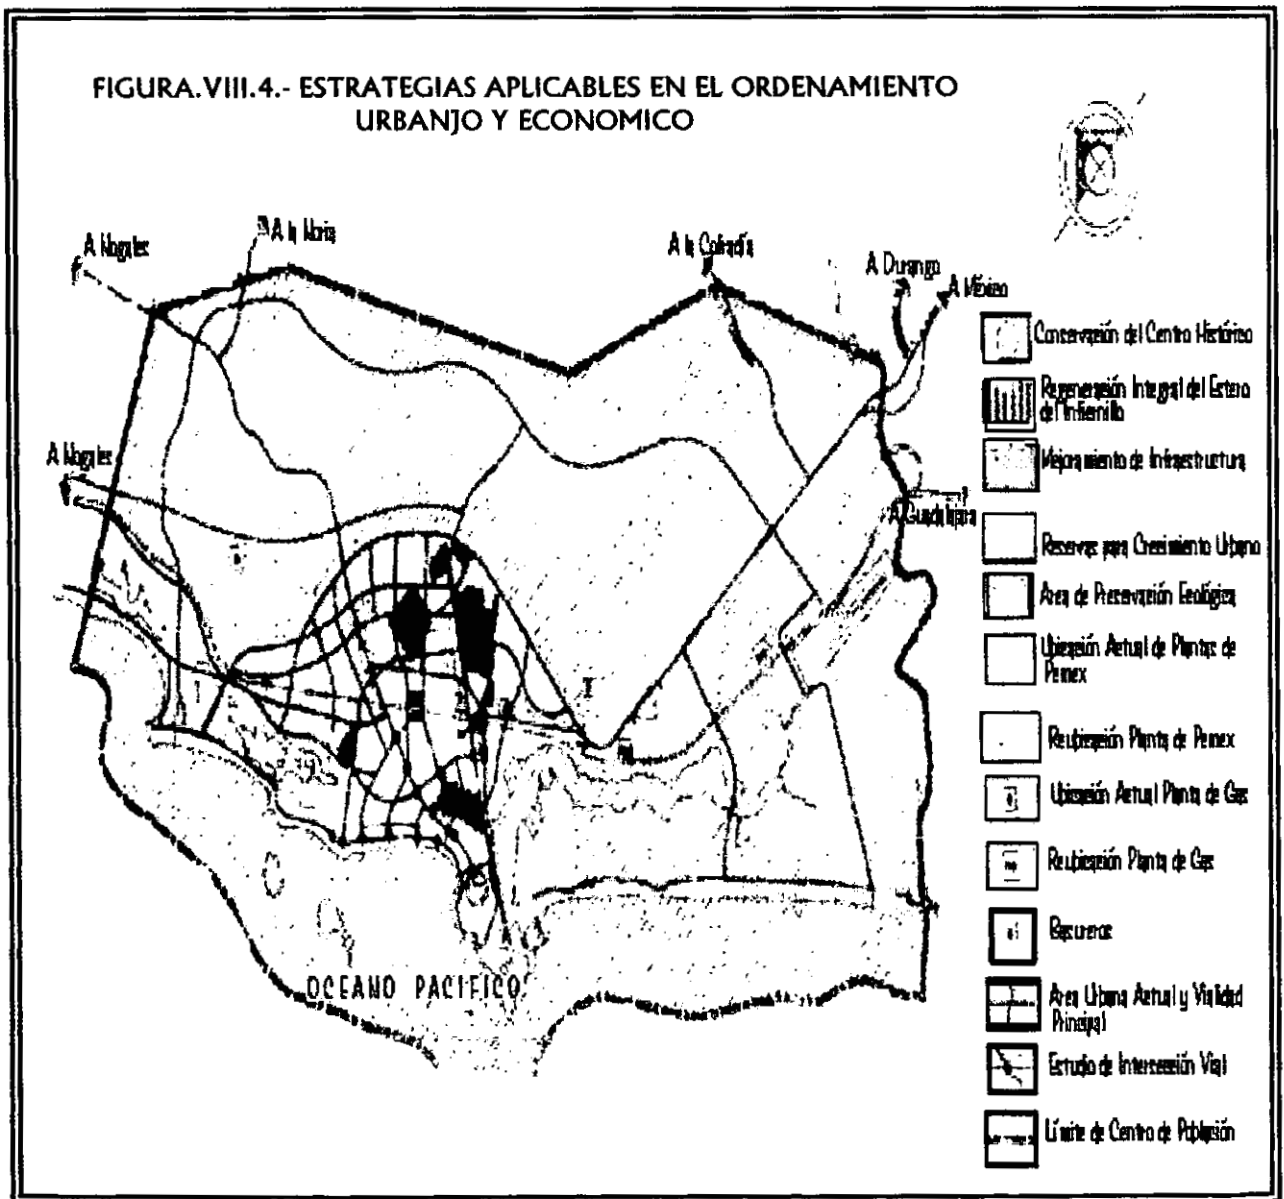 FIGURA.VIII.4.- ESTRATEGIAS APLICABLES EN EL ORDENAMIENTO
URBANJO Y ECONOMICO
A Nogales
A la Noria
A la Cofradía
A Durango
A México
A Nogales
A Guadalajara
OCEANO PACIFICO
Conservación del Centro Histórico
Regeneración Integral del Estero
del Infiernillo
Mejoramiento de Infraestructura
Reservas para Crecimiento Urbano
Area de Preservación Ecológica
Ubicación Actual de Plantas de
Pemex
Reubicación Planta de Pemex
Ubicación Actual Planta de Gas
Reubicación Planta de Gas
Basureros
Area Urbana Actual y Vialidad
Principal
Estudio de Intersección Vial
Límite de Centro de Población